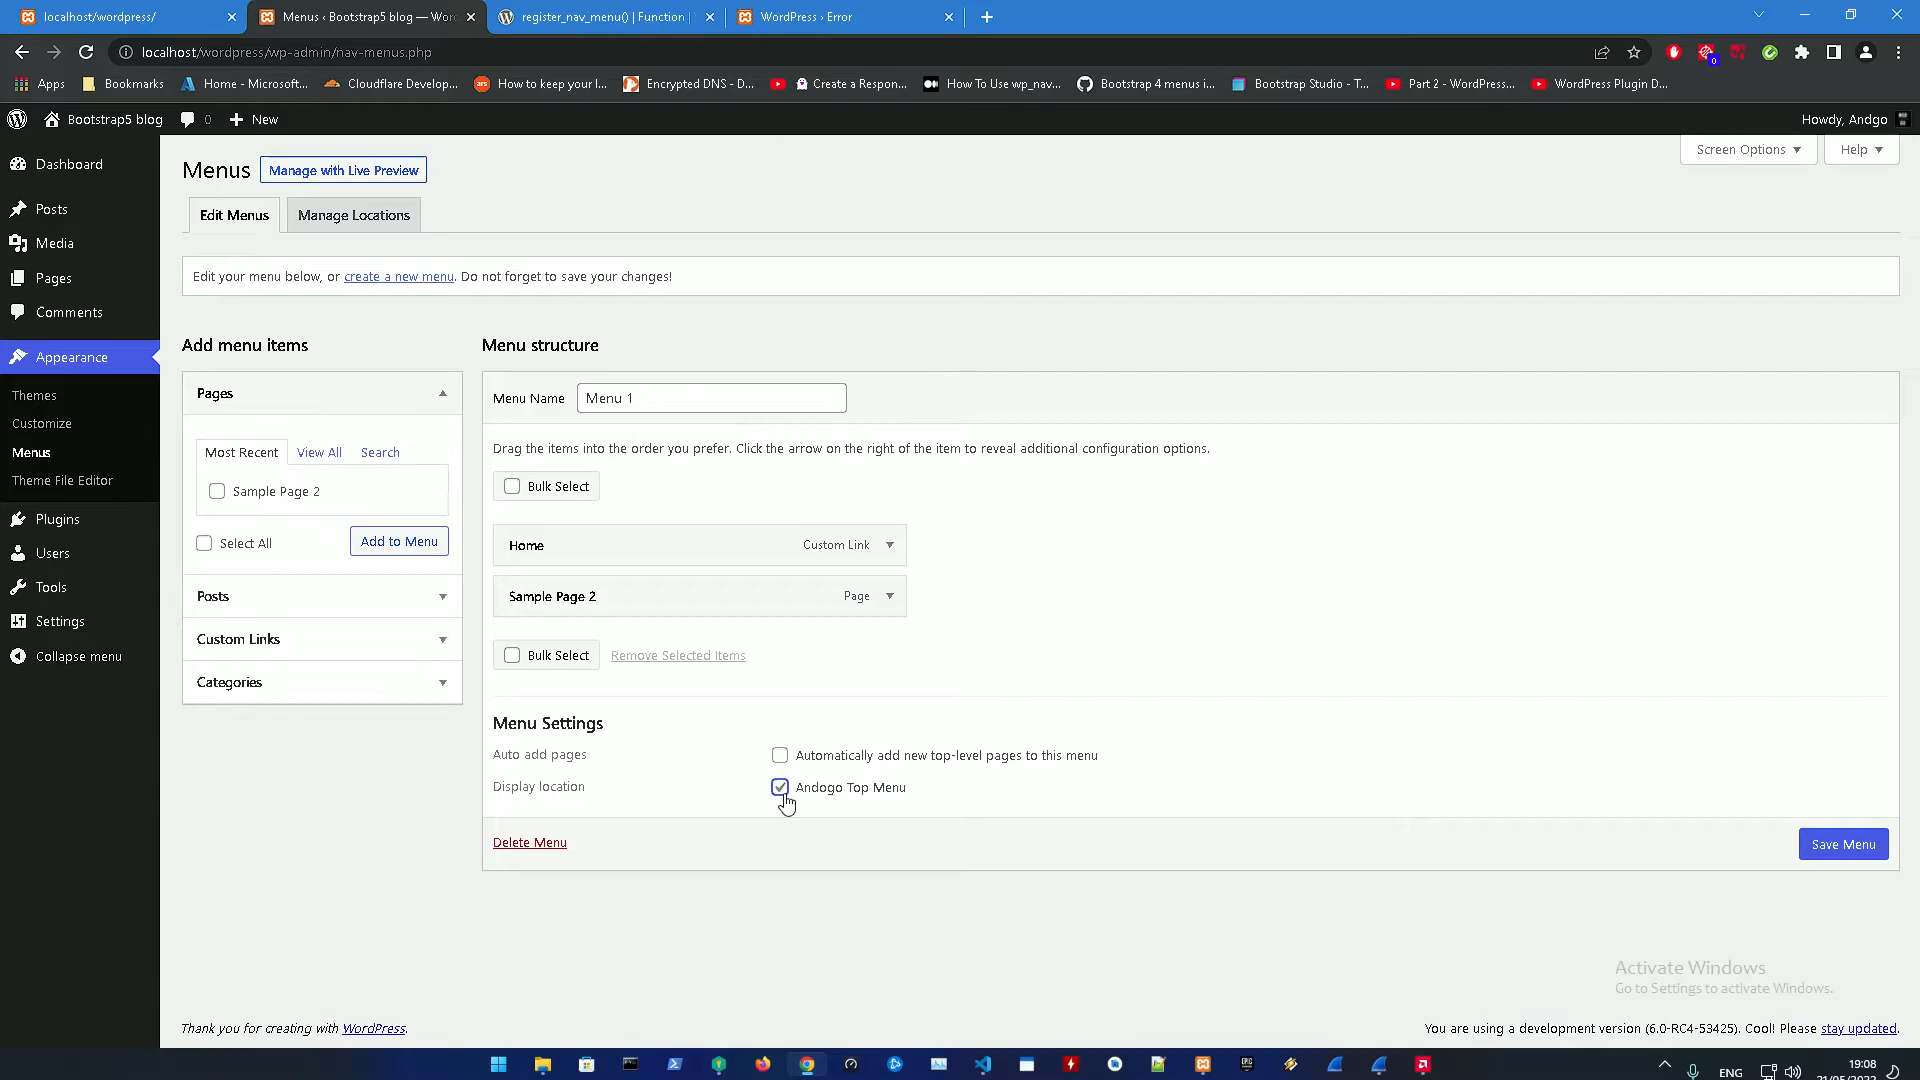 localhost/wordpress/
Menus ‹ Bootstrap5 blog — Wor
register_nav_menu() | Function
WordPress › Error
localhost/wordpress/wp-admin/nav-menus.php
Apps
Bookmarks
Home - Microsoft...
Cloudflare Develop...
ars
How to keep your l...
Encrypted DNS - D...
Create a Respon...
How To Use wp_nav...
Bootstrap 4 menus i...
Bootstrap Studio - T...
Part 2 - WordPress...
WordPress Plugin D...
0
Bootstrap5 blog
0
New
Howdy, Andgo
Dashboard
Posts
Media
Pages
Comments
Appearance
Themes
Customize
Menus
Theme File Editor
Plugins
Users
Tools
Settings
Collapse menu
Menus
Manage with Live Preview
Screen Options
Help
Edit Menus
Manage Locations
Edit your menu below, or create a new menu. Do not forget to save your changes!
Add menu items
Pages
Most Recent
View All
Search
Sample Page 2
Select All
Add to Menu
Posts
Custom Links
Categories
Menu structure
Menu Name
Menu 1
Drag the items into the order you prefer. Click the arrow on the right of the item to reveal additional configuration options.
Bulk Select
Home
Custom Link
Sample Page 2
Page
Bulk Select
Remove Selected Items
Menu Settings
Auto add pages
Automatically add new top-level pages to this menu
Display location
Andogo Top Menu
Delete Menu
Save Menu
Activate Windows
Go to Settings to activate Windows.
Thank you for creating with WordPress.
You are using a development version (6.0-RC4-53425). Cool! Please stay updated.
EPIC
ENG
19:08
21/05/2022